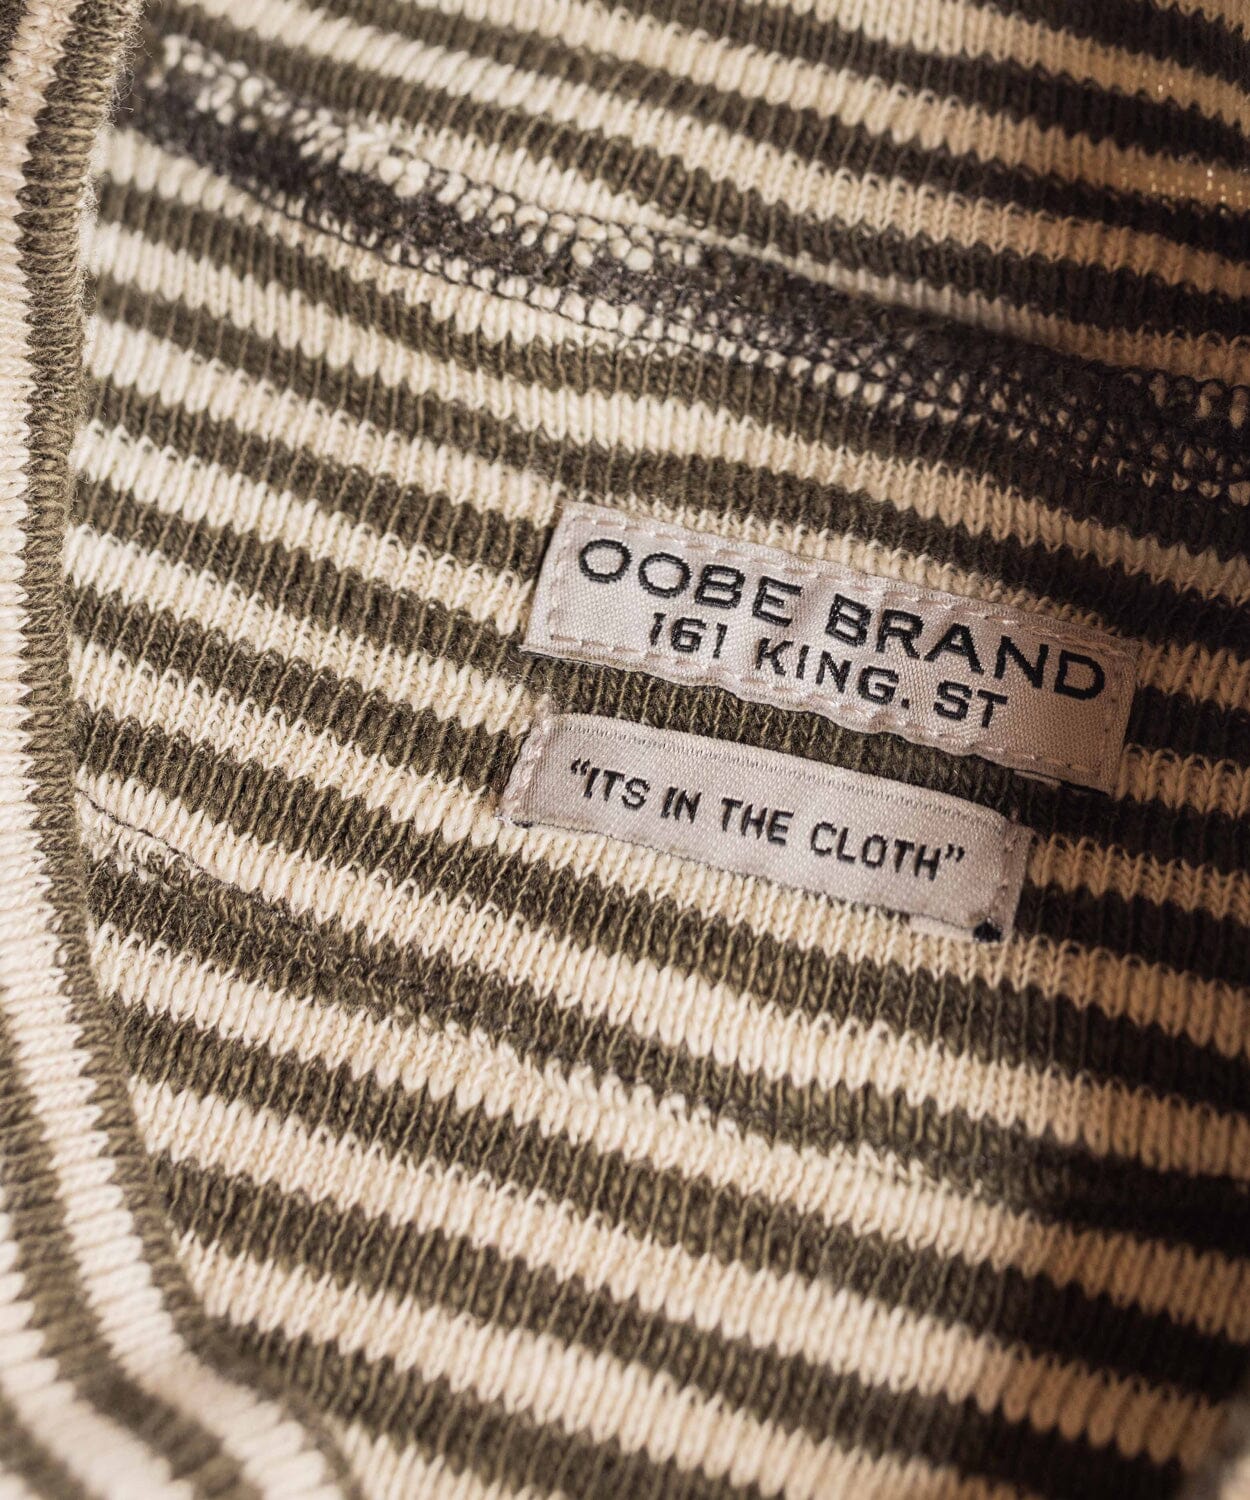 OOBE BRAND
161 KING. ST
“ITS IN THE CLOTH”